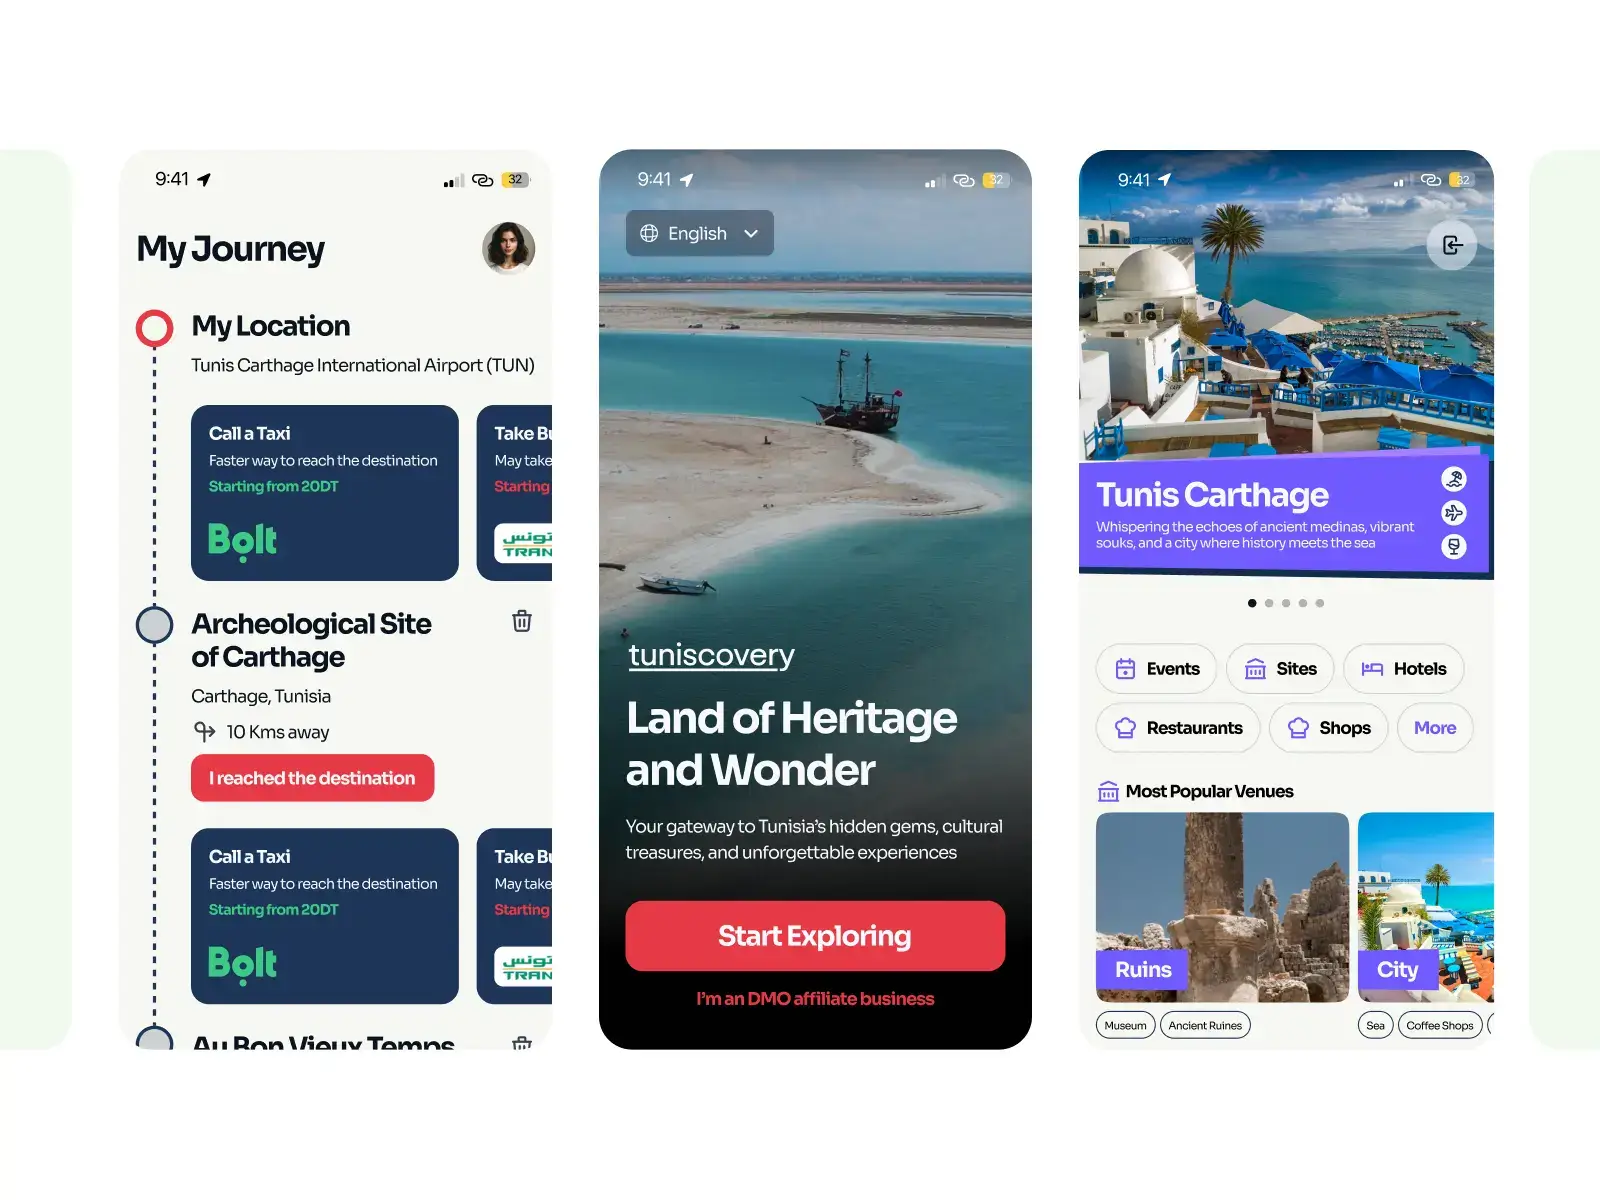 9:41
32
My Journey
My Location
Tunis Carthage International Airport (TUN)
Call a Taxi
Faster way to reach the destination
Starting from 20DT
Bolt
Take
May take
Starting
تونس
TRAN
Archeological Site
of Carthage
Carthage, Tunisia
10 Kms away
I reached the destination
Call a Taxi
Faster way to reach the destination
Starting from 20DT
Bolt
Take
May take
Starting
تونس
TRAN
Au Bon Vieux Temps
9:41
32
English
tuniscovery
Land of Heritage
and Wonder
Your gateway to Tunisia's hidden gems, cultural
treasures, and unforgettable experiences
Start Exploring
I'm an DMO affiliate business
9:41
32
Tunis Carthage
Whispering the echoes of ancient medinas, vibrant
souks, and a city where history meets the sea
Events
Sites
Hotels
Restaurants
Shops
More
Most Popular Venues
Ruins
City
Museum
Ancient Ruines
Sea
Coffee Shops